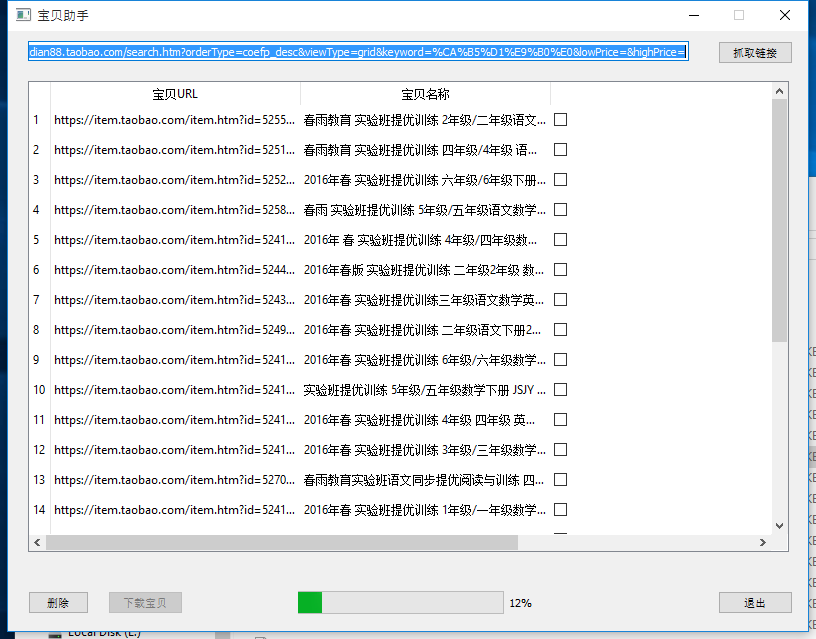 宝贝助手
dian88.taobao.com/search.htm?orderType=coefp_desc&viewType=grid&keyword=%CA%B5%D1%E9%B0%E0&lowPrice=&highPrice=
抓取链接
宝贝URL 宝贝名称
1 https://item.taobao.com/item.htm?id=5255... 春雨教育 实验班提优训练 2年级/二年级语文...
2 https://item.taobao.com/item.htm?id=5251... 春雨教育 实验班提优训练 四年级/4年级 语...
3 https://item.taobao.com/item.htm?id=5252... 2016年春 实验班提优训练 六年级/6年级下册...
4 https://item.taobao.com/item.htm?id=5258... 春雨 实验班提优训练 5年级/五年级语文数学...
5 https://item.taobao.com/item.htm?id=5241... 2016年 春 实验班提优训练 4年级/四年级数...
6 https://item.taobao.com/item.htm?id=5244... 2016年春版 实验班提优训练 二年级2年级 数...
7 https://item.taobao.com/item.htm?id=5243... 2016年春 实验班提优训练三年级语文数学英...
8 https://item.taobao.com/item.htm?id=5249... 2016年春 实验班提优训练 二年级语文下册2...
9 https://item.taobao.com/item.htm?id=5241... 2016年春 实验班提优训练 6年级/六年级数学...
10 https://item.taobao.com/item.htm?id=5241... 实验班提优训练 5年级/五年级数学下册 JSJY ...
11 https://item.taobao.com/item.htm?id=5241... 2016年春 实验班提优训练 4年级 四年级 英...
12 https://item.taobao.com/item.htm?id=5241... 2016年春 实验班提优训练 3年级/三年级数学...
13 https://item.taobao.com/item.htm?id=5270... 春雨教育实验班语文同步提优阅读与训练 四...
14 https://item.taobao.com/item.htm?id=5241... 2016年春 实验班提优训练 1年级/一年级数学...
删除 下载宝贝 12% 退出
Local Disk (E:)